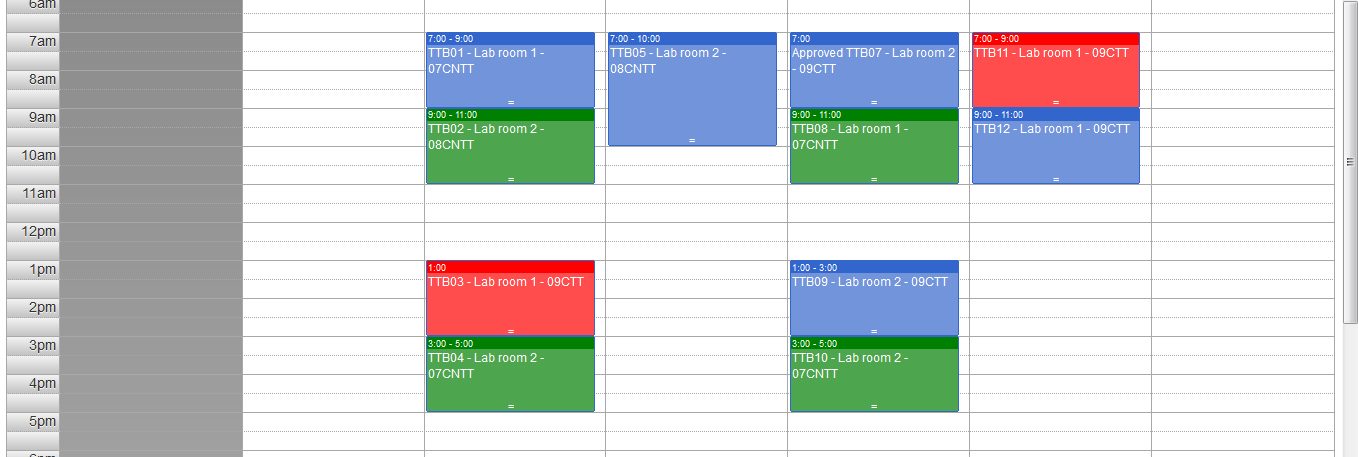 6am
7am
8am
9am
10am
11am
12pm
1pm
2pm
3pm
4pm
5pm
7:00 - 9:00
TTB01 - Lab room 1 -
07CNTT
=
9:00 - 11:00
TTB02 - Lab room 2 -
08CNTT
=
1:00
TTB03 - Lab room 1 - 09CTT
=
3:00 - 5:00
TTB04 - Lab room 2 -
07CNTT
=
7:00 - 10:00
TTB05 - Lab room 2 -
08CNTT
=
7:00
Approved TTB07 - Lab room 2
- 09CTT
=
9:00 - 11:00
TTB08 - Lab room 1 -
07CNTT
=
1:00 - 3:00
TTB09 - Lab room 2 - 09CTT
=
3:00 - 5:00
TTB10 - Lab room 2 -
07CNTT
=
7:00 - 9:00
TTB11 - Lab room 1 - 09CTT
=
9:00 - 11:00
TTB12 - Lab room 1 - 09CTT
=